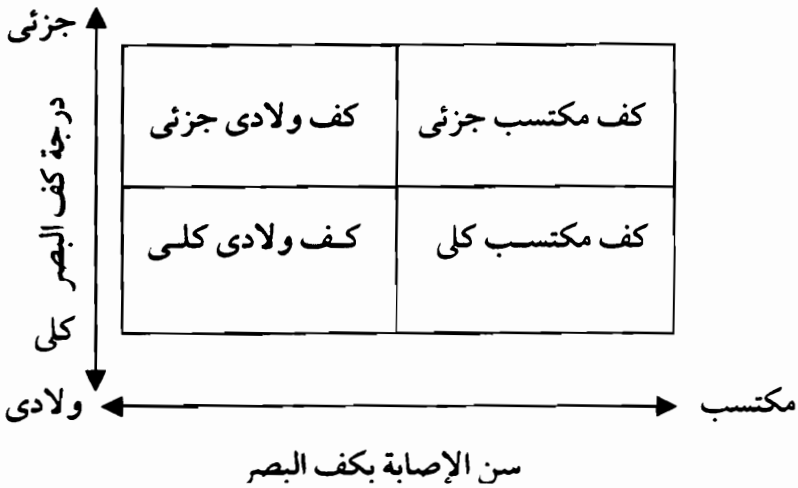 جزئى
درجة كف البصر
كف مكتسب جزئى
كف ولادى جزئى
كف مكتسب كلى
كف ولادى كلى
كلى
مكتسب
ولادى
سن الإصابة بكف البصر